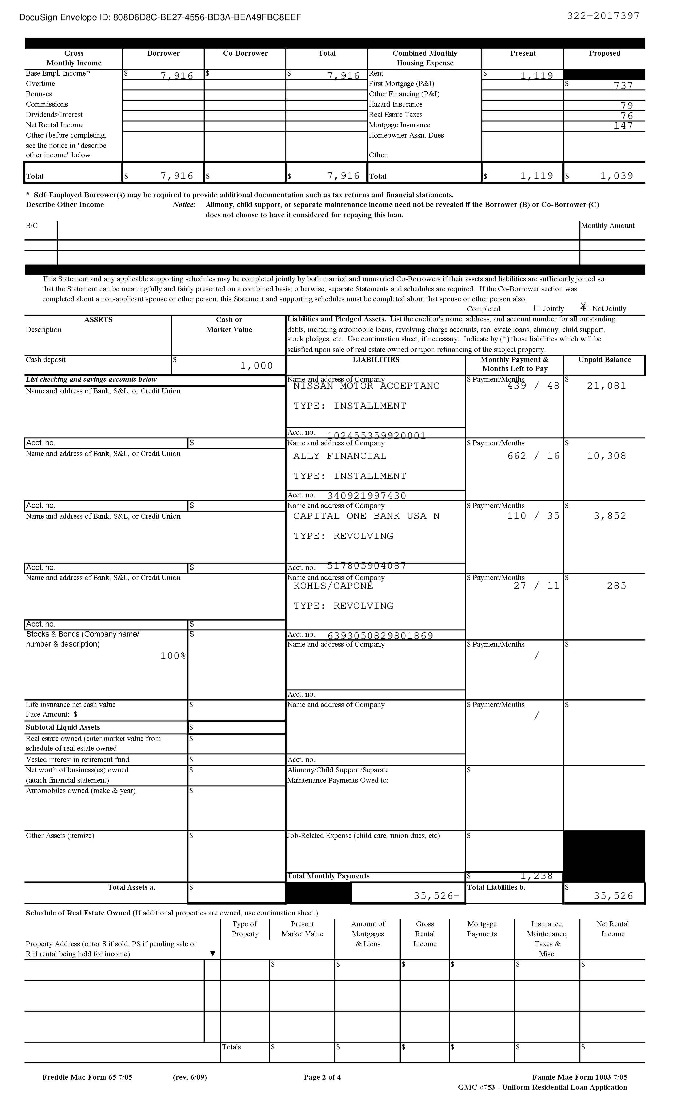 DocuSign Envelope ID: 808D6D8C-BE27-4556-BD3A-BEA49FBC8EEF 322-2017397
Gross Monthly Income Borrower Co-Borrower Total Combined Monthly Housing Expense Present Proposed
Base Empl. Income* $ 7,916 $ $ 7,916 Rent $ 1,119
Overtime First Mortgage (P&I) $ 737
Bonuses Other Financing (P&I)
Commissions Hazard Insurance 79
Dividends/Interest Real Estate Taxes 76
Net Rental Income Mortgage Insurance 147
Other (before completing, Homeowner Assn. Dues
see the notice in "describe
other income" below Other:
Total $ 7,916 $ $ 7,916 Total $ 1,119 $ 1,039
* Self Employed Borrower(s) may be required to provide additional documentation such as tax returns and financial statements.
Describe Other Income Notice: Alimony, child support, or separate maintenance income need not be revealed if the Borrower (B) or Co-Borrower (C)
does not choose to have it considered for repaying this loan.
B/C Monthly Amount
This Statement and any applicable supporting schedules may be completed jointly by both married and unmarried Co-Borrowers if their assets and liabilities are sufficiently joined so
that the Statement can be meaningfully and fairly presented on a combined basis; otherwise, separate Statements and schedules are required. If the Co-Borrower section was
completed about a non-applicant spouse or other person, this Statement and supporting schedules must be completed about that spouse or other person also.
Completed Jointly Not Jointly
ASSETS Cash or Market Value
Description
Liabilities and Pledged Assets. List the creditor's name, address, and account number for all outstanding
debts, including automobile loans, revolving charge accounts, real estate loans, alimony, child support,
stock pledges, etc. Use continuation sheet, if necessary. Indicate by (*) those liabilities which will be
satisfied upon sale of real estate owned or upon refinancing of the subject property.
Cash deposit $ 1,000 LIABILITIES Monthly Payment & Months Left to Pay Unpaid Balance
List checking and savings accounts below Name and address of Company $ Payment/Months $
Name and address of Bank, S&L, or Credit Union NISSAN MOTOR ACCEPTANC 439 / 48 21,081
TYPE: INSTALLMENT
Acct. no. 102455359920001
Acct. no. $ Name and address of Company $ Payment/Months $
Name and address of Bank, S&L, or Credit Union ALLY FINANCIAL 662 / 16 10,308
TYPE: INSTALLMENT
Acct. no. 340921997430
Acct. no. $ Name and address of Company $ Payment/Months $
Name and address of Bank, S&L, or Credit Union CAPITAL ONE BANK USA N 110 / 35 3,852
TYPE: REVOLVING
Acct. no. $ Acct. no. 517805904087
Name and address of Bank, S&L, or Credit Union Name and address of Company $ Payment/Months $
KOHLS/CAPONE 27 / 11 285
TYPE: REVOLVING
Acct. no. $
Stocks & Bonds (Company name/ $ Acct. no. 6393050829801869
number & description) Name and address of Company $ Payment/Months $
100% /
Acct. no.
Life insurance net cash value $ Name and address of Company $ Payment/Months $
Face Amount: $ /
Subtotal Liquid Assets $
Real estate owned (enter market value from $
schedule of real estate owned
Vested interest in retirement fund $ Acct. no.
Net worth of business(es) owned $ Alimony/Child Support/Separate $
(attach financial statement) Maintenance Payments Owed to:
Automobiles owned (make & year) $
Other Assets (itemize) $ Job-Related Expense (child care, union dues, etc) $
Total Monthly Payments $ 1,238
Total Assets a. $ 35,526- Total Liabilities b. $ 35,526
Schedule of Real Estate Owned (If additional properties are owned, use continuation sheet.)
Property Address (enter S if sold, PS if pending sale or R if rental being held for income) ▼ Type of Property Present Market Value Amount of Mortgages & Liens Gross Rental Income Mortgage Payments Insurance, Maintenance, Taxes & Misc. Net Rental Income
$ $ $ $ $ $
Totals $ $ $ $ $ $
Freddie Mac Form 65 7/05 (rev. 6/09) Page 2 of 4 Fannie Mae Form 1003 7/05
GMC #753 - Uniform Residential Loan Application